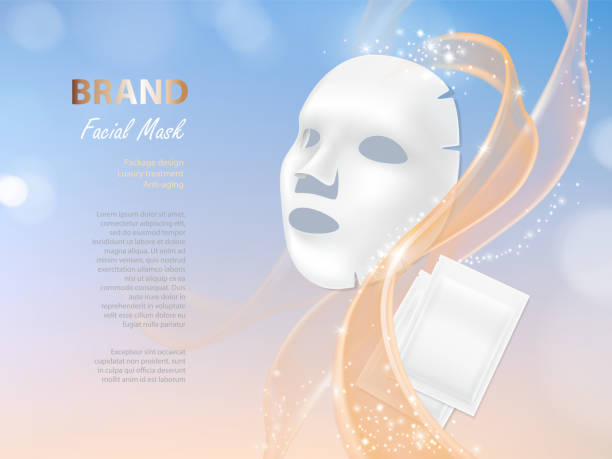 BRAND
Facial Mask
Package design
Luxury treatment
Anti-aging
Lorem ipsum dolor sit amet,
consectetur adipiscing elit,
sed do eiusmod tempor
incididunt ut labore et dolore
magna aliqua. Ut enim ad
minim veniam, quis nostrud
exercitation ullamco laboris
nisi ut aliquip ex ea commodo
consequat. Duis aute irure
dolor in reprehenderit in
voluptate velit esse cillum
dolore eu fugiat nulla
pariatur
Excepteur sint occaecat
cupidatat non proident, sunt
in culpa qui officia deserunt
mollit anim id est laborum